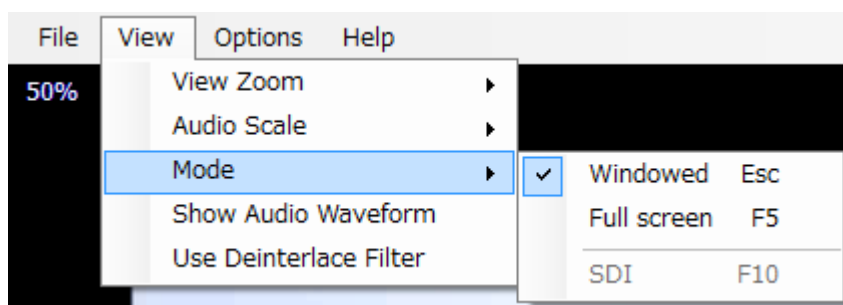 File View Options Help
50%
View Zoom
Audio Scale
Mode
Show Audio Waveform
Use Deinterlace Filter
Windowed Esc
Full screen F5
SDI F10